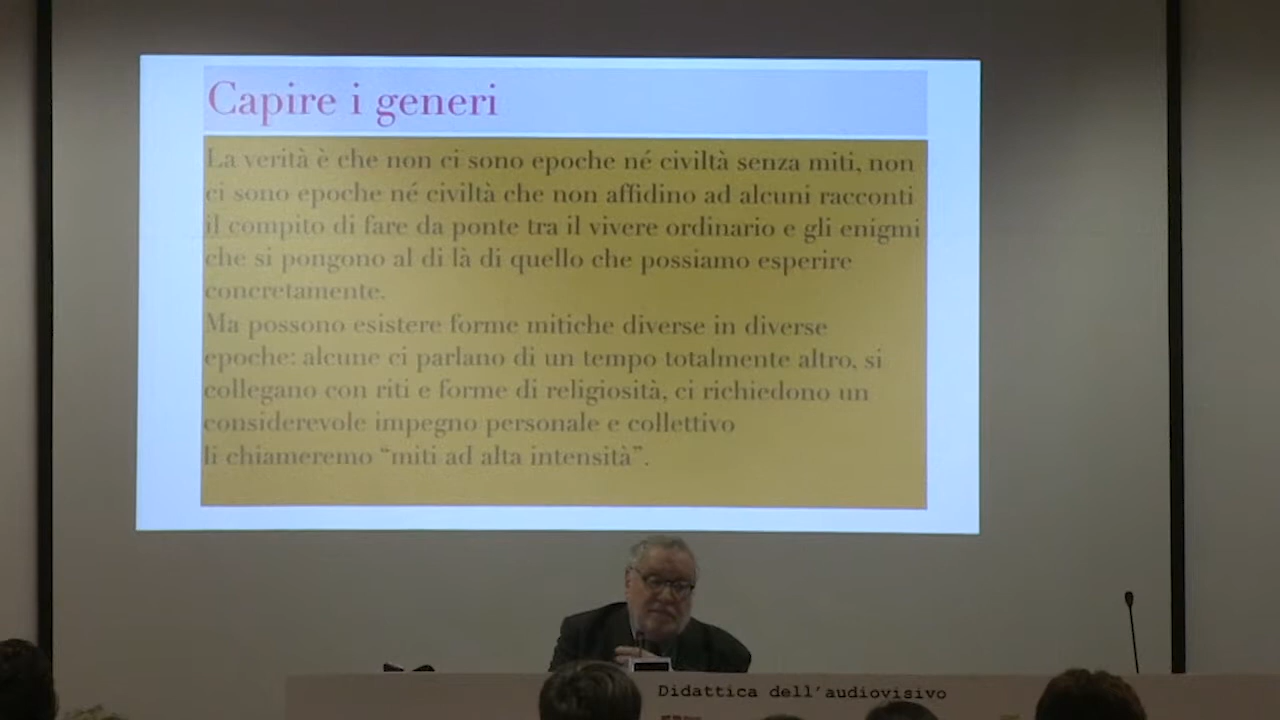 Capire i generi
La verità è che non ci sono epoche né civiltà senza miti, non
ci sono epoche né civiltà che non affidino ad alcuni racconti
il compito di fare da ponte tra il vivere ordinario e gli enigmi
che si pongono al di là di quello che possiamo esperire
concretamente.
Ma possono esistere forme mitiche diverse in diverse
epoche: alcune ci parlano di un tempo totalmente altro, si
collegano con riti e forme di religiosità, ci richiedono un
considerevole impegno personale e collettivo
li chiameremo “miti ad alta intensità”.
Didattica dell'audiovisivo